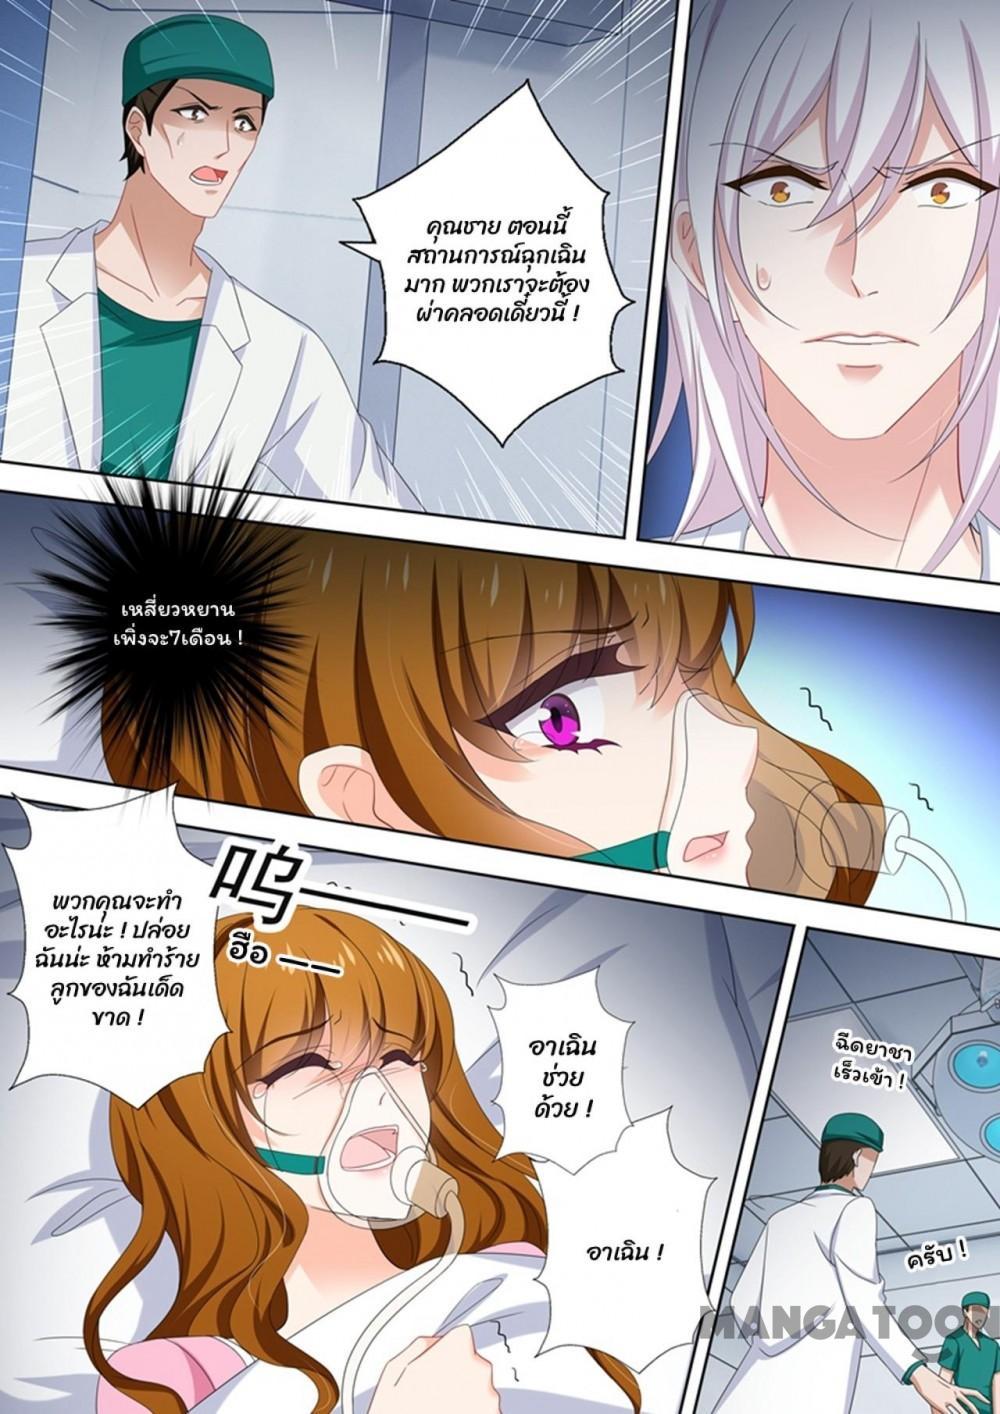 คุณชาย ตอนนี้
สถานการณ์ฉุกเฉิน
มาก พวกเราจะต้อง
ผ่าคลอดเดี๋ยวนี้ !
เหสี่ยวหยาน
เพิ่งจะ7เดือน !
呜——
ฮือ ——
พวกคุณจะทำ
อะไรน่ะ ! ปล่อย
ฉันน่ะ ห้ามทำร้าย
ลูกของฉันเด็ด
ขาด !
อาเฉิน
ช่วย
ด้วย !
อาเฉิน !
ฉีดยาชา
เร็วเข้า !
ครับ !
MANGATOON